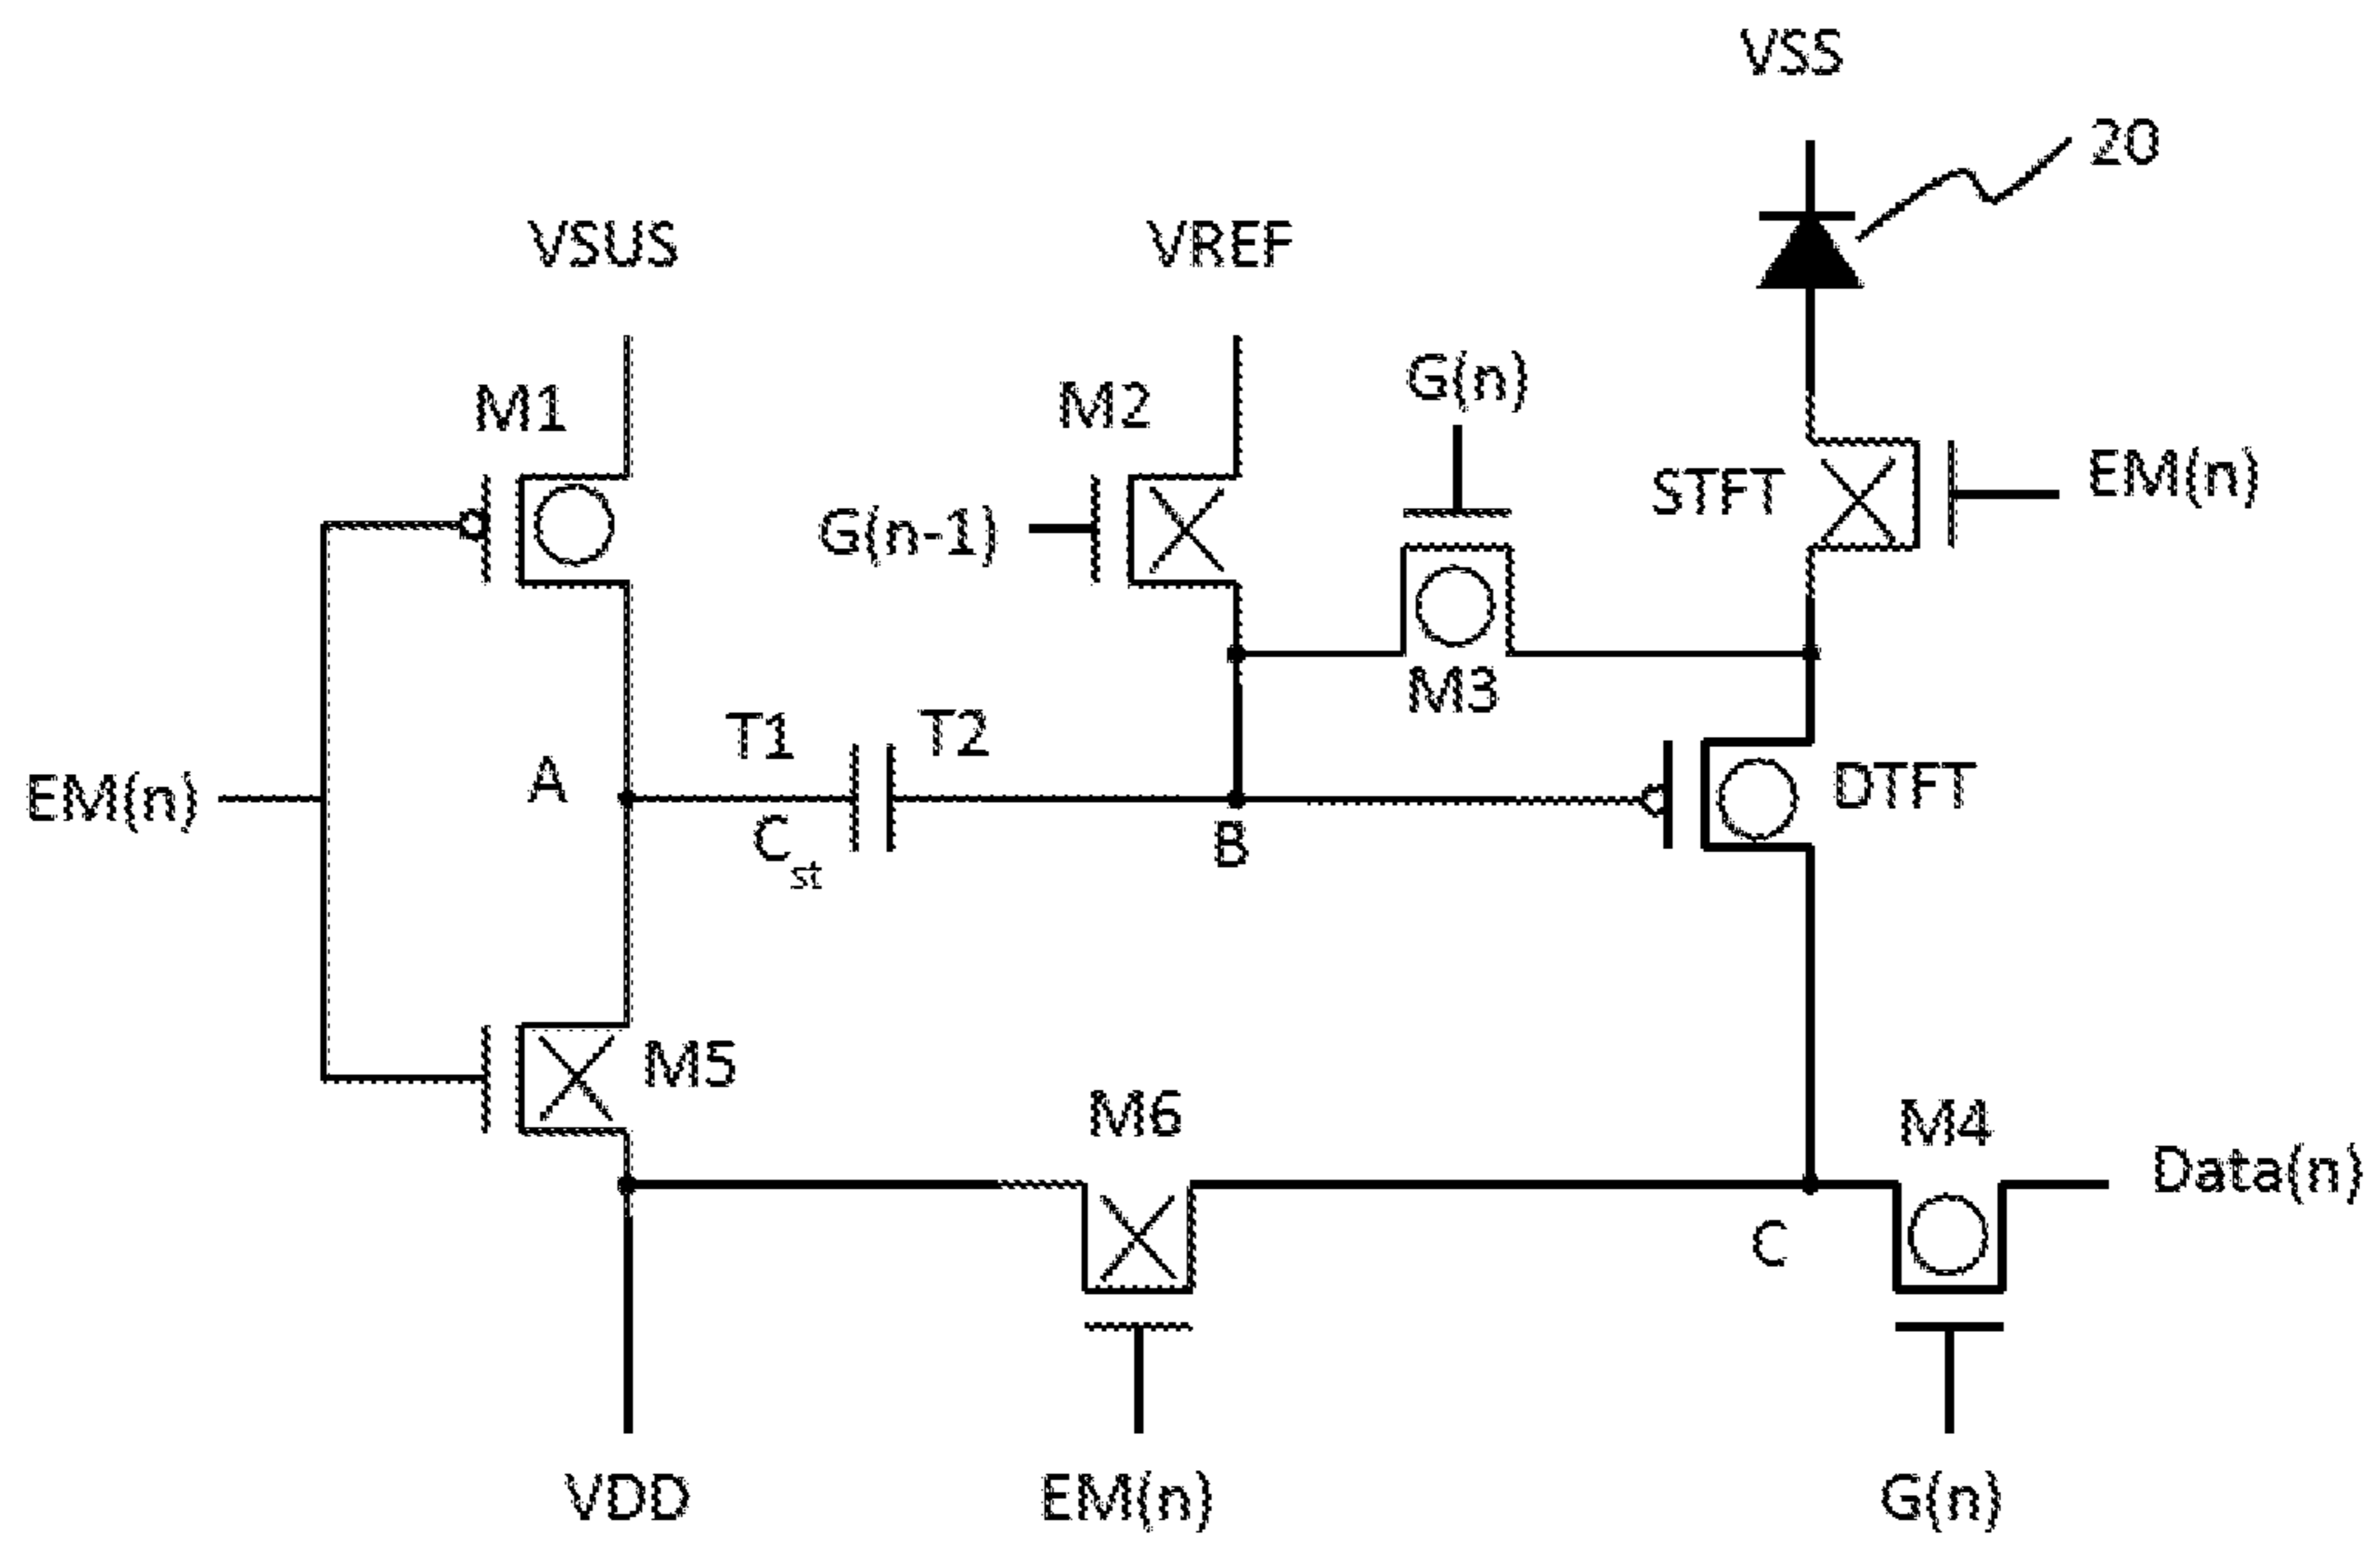 VSS
20
VSUS
VREF
G(n)
M1
M2
STFT
EM(n)
G(n-1)
M3
T1
T2
A
DTFT
EM(n)
Cst
B
M5
M6
M4
Data(n)
C
VDD
EM(n)
G(n)